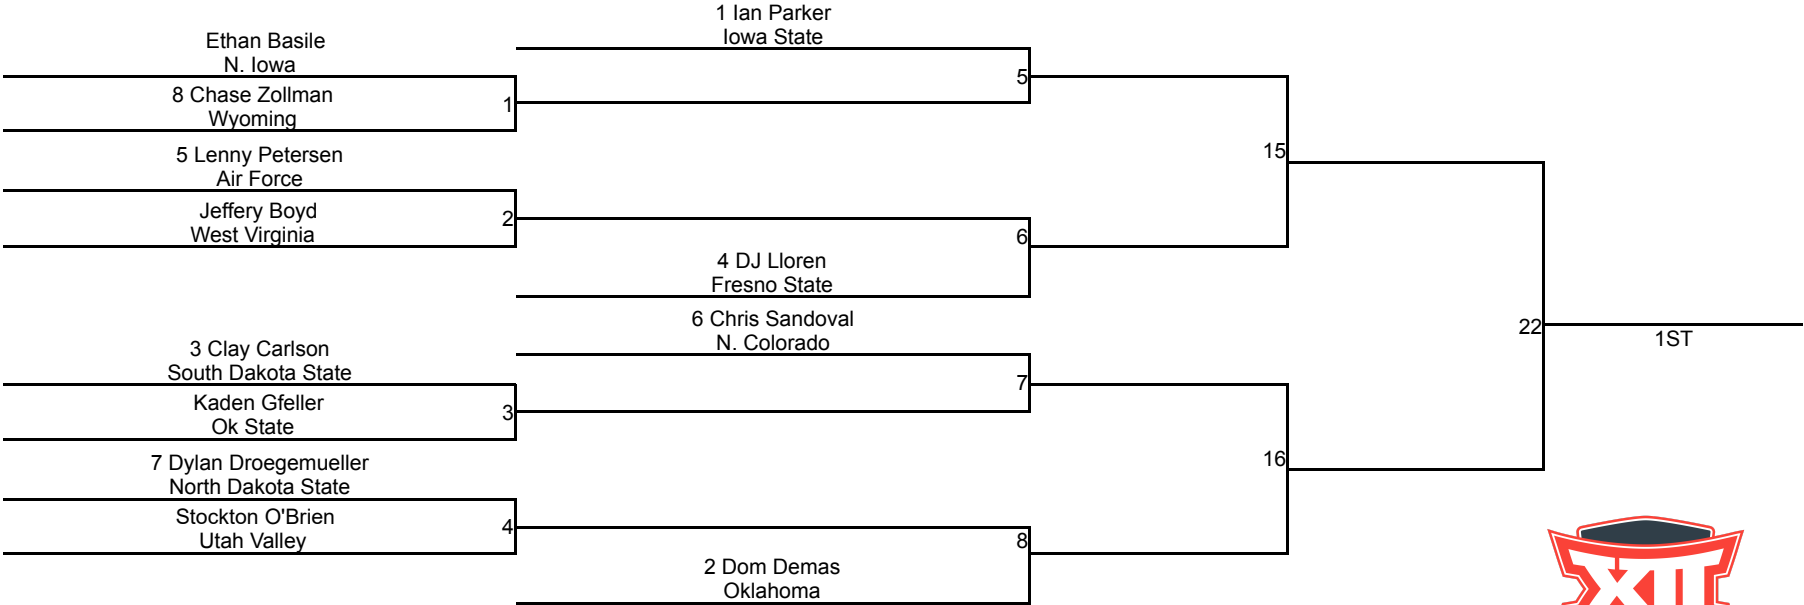 1 Ian Parker
Iowa State
Ethan Basile
N. Iowa
5
8 Chase Zollman
Wyoming
1
15
5 Lenny Petersen
Air Force
Jeffery Boyd
West Virginia
2
6
4 DJ Lloren
Fresno State
6 Chris Sandoval
N. Colorado
22
1ST
3 Clay Carlson
South Dakota State
7
Kaden Gfeller
Ok State
3
16
7 Dylan Droegemueller
North Dakota State
Stockton O'Brien
Utah Valley
4
8
2 Dom Demas
Oklahoma
XII